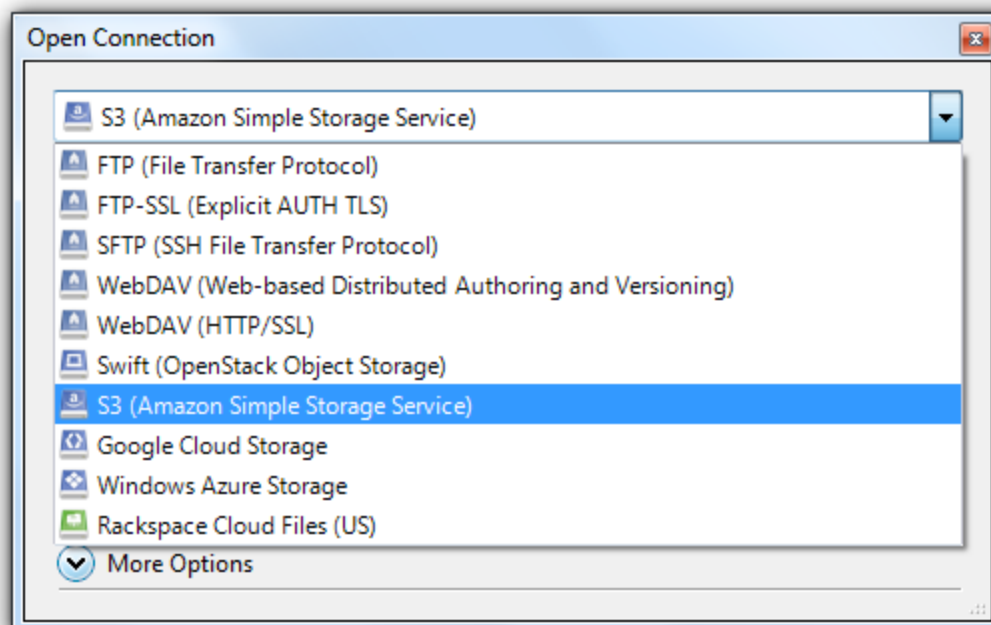 Open Connection
S3 (Amazon Simple Storage Service)
FTP (File Transfer Protocol)
FTP-SSL (Explicit AUTH TLS)
SFTP (SSH File Transfer Protocol)
WebDAV (Web-based Distributed Authoring and Versioning)
WebDAV (HTTP/SSL)
Swift (OpenStack Object Storage)
S3 (Amazon Simple Storage Service)
Google Cloud Storage
Windows Azure Storage
Rackspace Cloud Files (US)
More Options